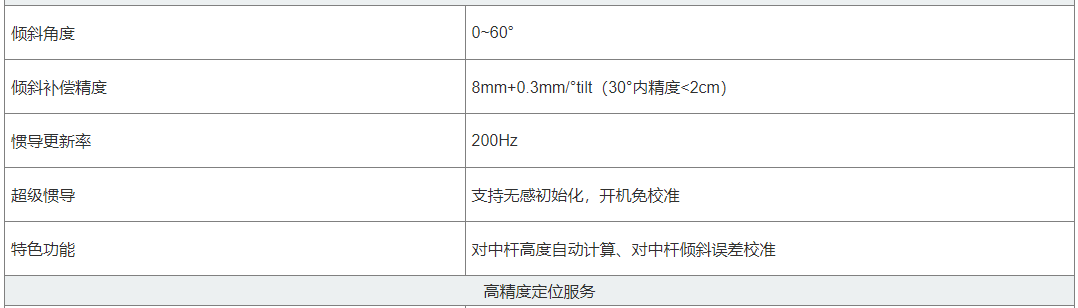 倾斜角度
0~60°
倾斜补偿精度
8mm+0.3mm/°tilt（30°内精度<2cm）
惯导更新率
200Hz
超级惯导
支持无感初始化，开机免校准
特色功能
对中杆高度自动计算、对中杆倾斜误差校准
高精度定位服务